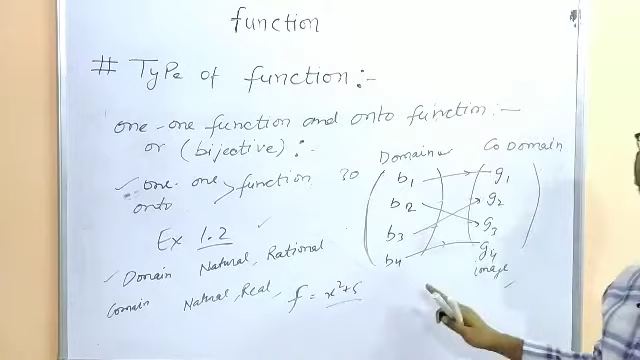 function
# Type of function:-
one-one function and onto function:-
or (bijective):-
Domain
Co Domain
one-one > function
onto
b1 g1
b2 g2
b3 g3
b4 g4
image
Ex 1.2
Domain Natural, Rational
Natural, Real, f = x²+5